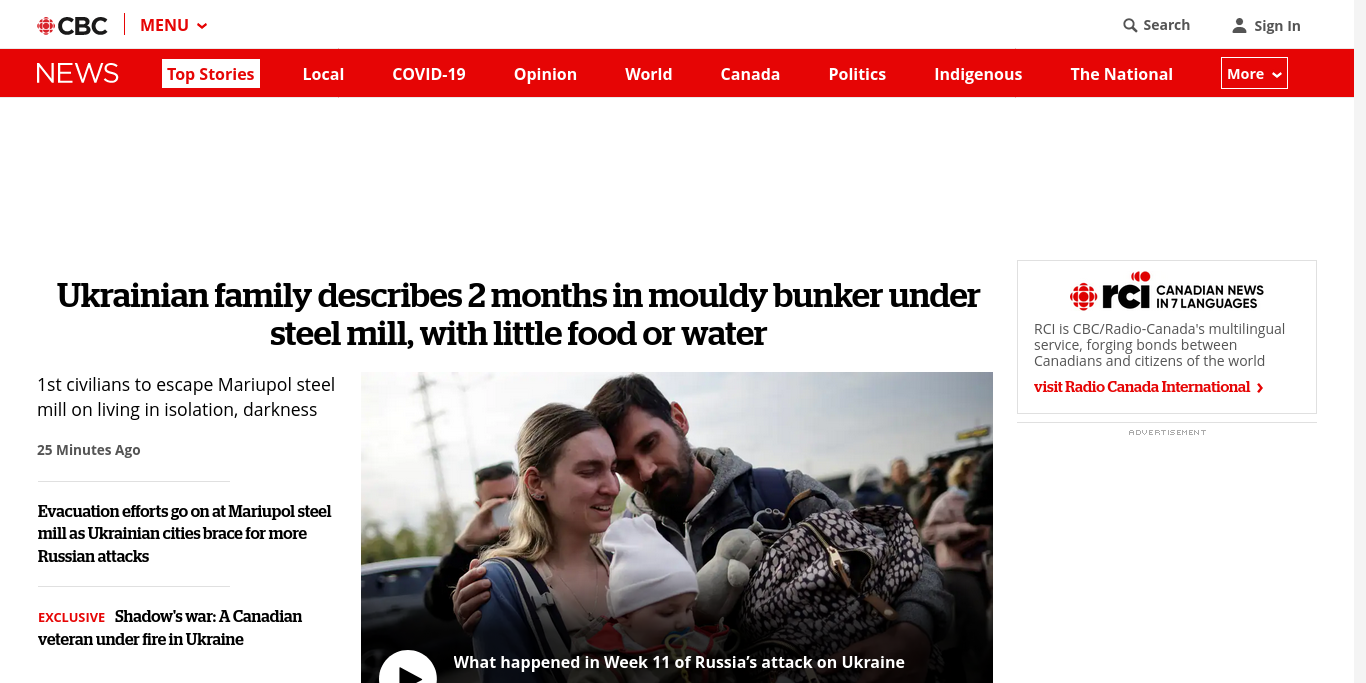 CBC
MENU
Search
Sign In
NEWS
Top Stories
Local
COVID-19
Opinion
World
Canada
Politics
Indigenous
The National
More
Ukrainian family describes 2 months in mouldy bunker under
steel mill, with little food or water
1st civilians to escape Mariupol steel
mill on living in isolation, darkness
25 Minutes Ago
Evacuation efforts go on at Mariupol steel
mill as Ukrainian cities brace for more
Russian attacks
EXCLUSIVE Shadow's war: A Canadian
veteran under fire in Ukraine
What happened in Week 11 of Russia’s attack on Ukraine
rci CANADIAN NEWS
IN 7 LANGUAGES
RCI is CBC/Radio-Canada's multilingual
service, forging bonds between
Canadians and citizens of the world
visit Radio Canada International
ADVERTISEMENT